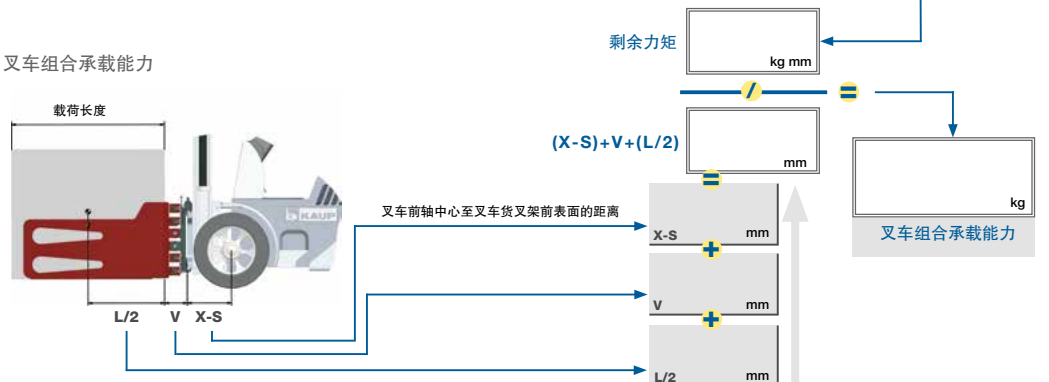 剩余力矩
kg mm
叉车组合承载能力
载荷长度
/
=
(X-S)+V+(L/2)
mm
=
kg
叉车组合承载能力
KAUP
叉车前轴中心至叉车货叉架前表面的距离
X-S mm
+
V mm
+
L/2 mm
L/2 V X-S